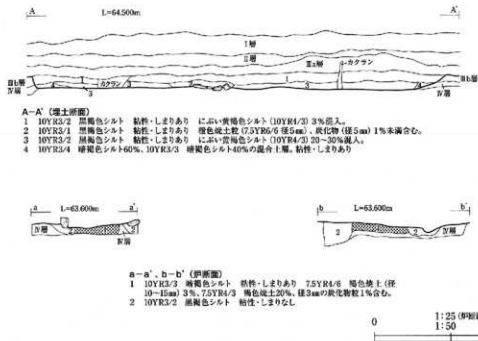 A L=64.500m A'
I層
II層
IIIa層 カクラン
IIIb層 カクラン 1 IIIb層
IV層 3 IV層
A-A' (埋土断面)
1 10YR3/2 黒褐色シルト 粘性・しまりあり にぶい黄褐色シルト(10YR4/3) 3%混入。
2 10YR3/1 黒褐色シルト 粘性・しまりあり 橙色焼土粒(7.5YR6/6 径5mm)、炭化物(径5mm) 1%未満含む。
3 10YR3/2 黒褐色シルト 粘性・しまりあり にぶい黄褐色シルト(10YR4/3) 20~30%混入。
4 10YR3/4 暗褐色シルト60%、10YR3/3 暗褐色シルト40%の混合土層。粘性・しまりあり
a L=63.600m a' b L=63.600m b'
IV層 2 IV層 2 2 IV層
a-a'、b-b' (炉断面)
1 10YR3/3 暗褐色シルト 粘性・しまりあり 7.5YR4/6 褐色焼土(径
10~15mm) 3%、7.5YR4/3 褐色焼土20%、径3mmの炭化物粒1%含む。
2 10YR3/2 黒褐色シルト 粘性・しまりなし
1:25 (炉断面
0 1:50